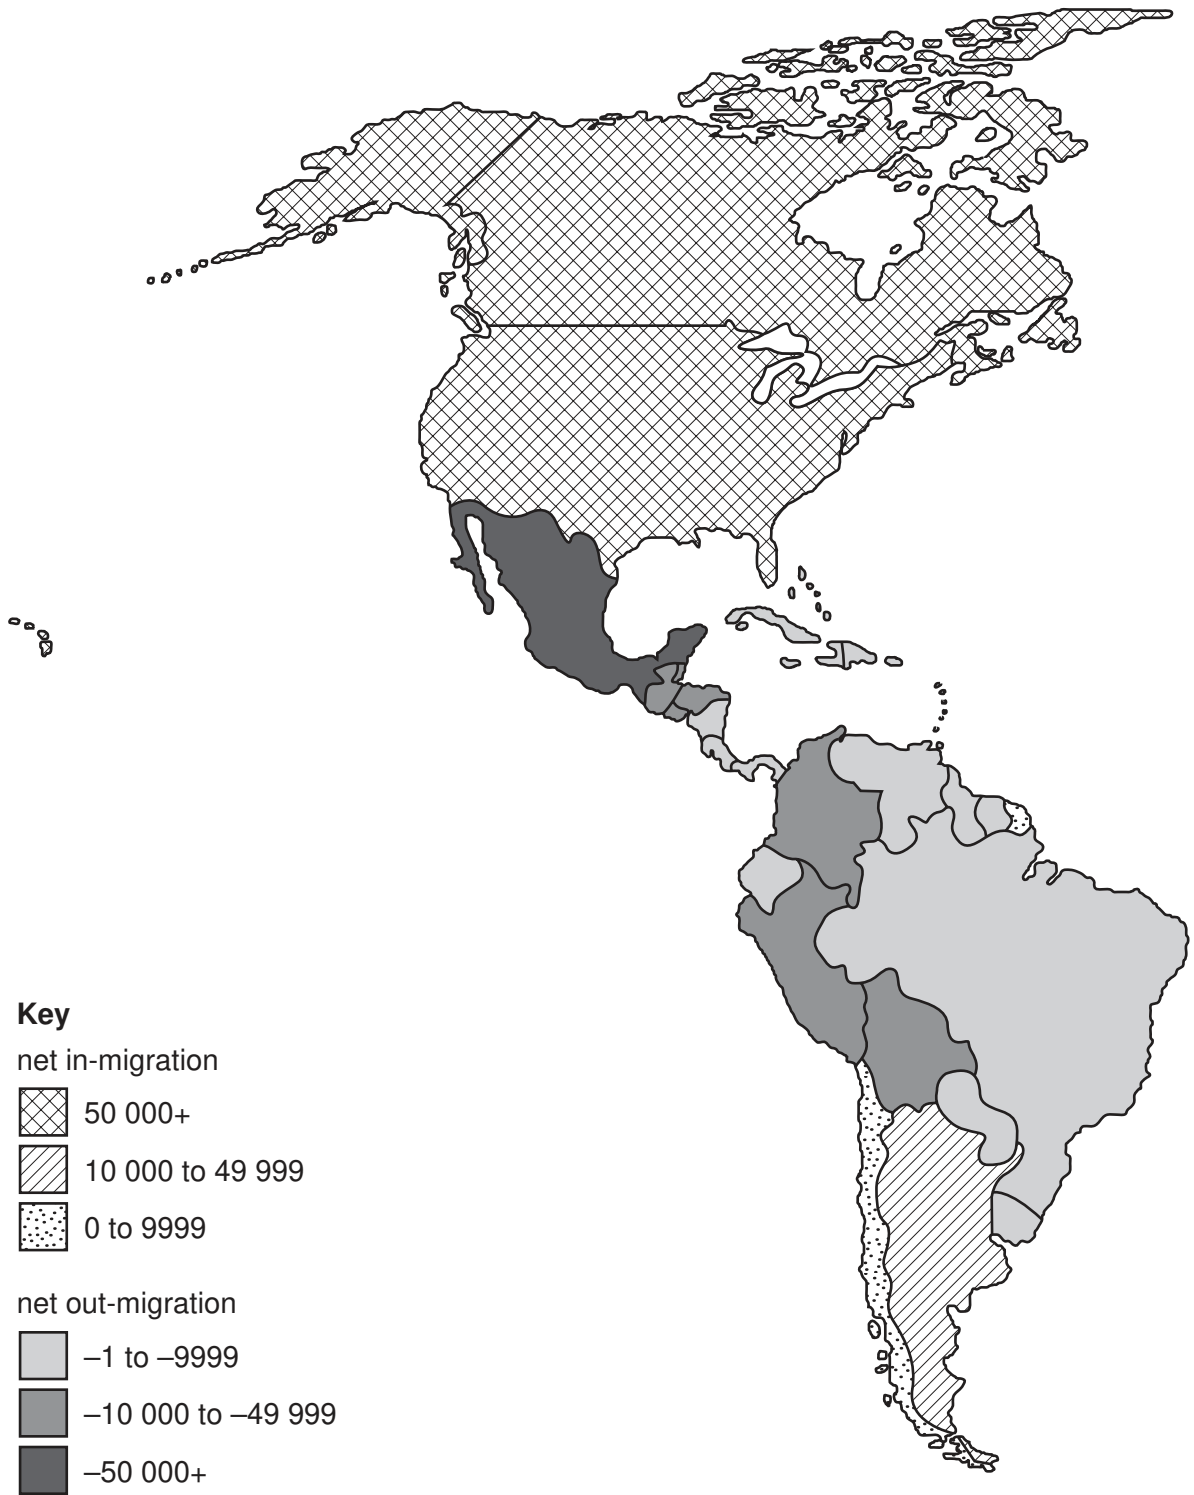 Key
net in-migration
50 000+
10 000 to 49 999
0 to 9999
net out-migration
–1 to –9999
–10 000 to –49 999
–50 000+